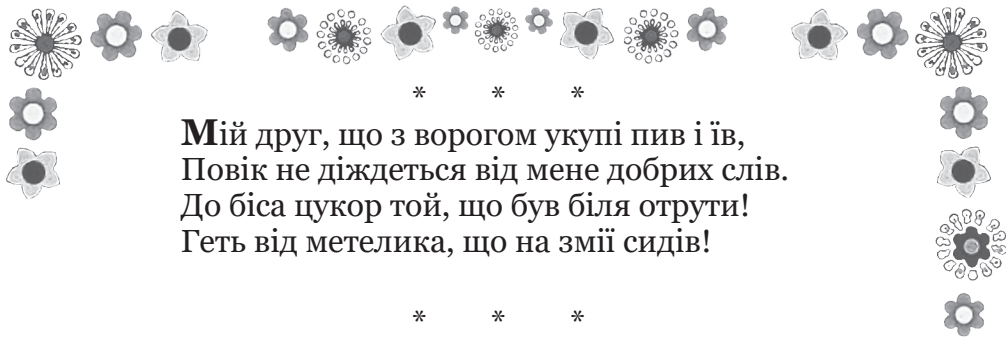 * * *
Мій друг, що з ворогом укупі пив і їв,
Повік не діждеться від мене добрих слів.
До біса цукор той, що був біля отрути!
Геть від метелика, що на змії сидів!
* * *